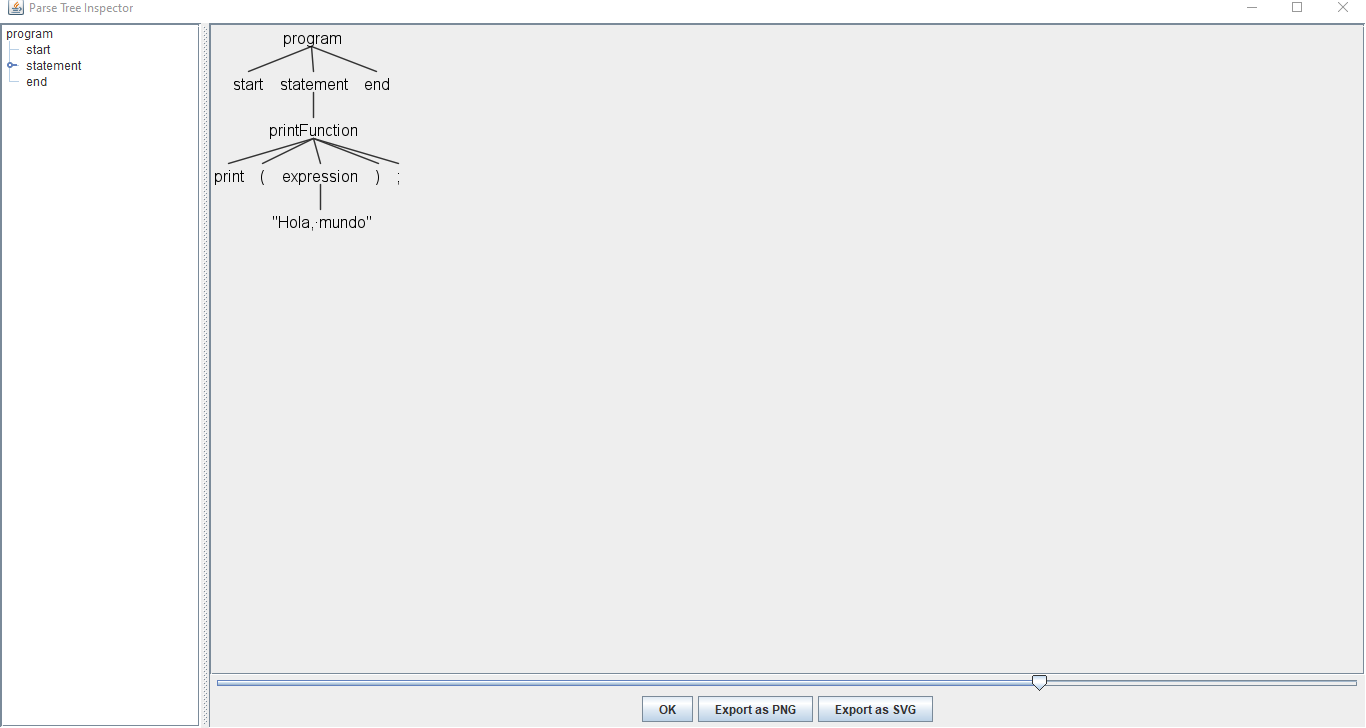 Parse Tree Inspector
program
start
statement
end
program
start statement end
printFunction
print ( expression ) ;
"Hola,·mundo"
OK Export as PNG Export as SVG